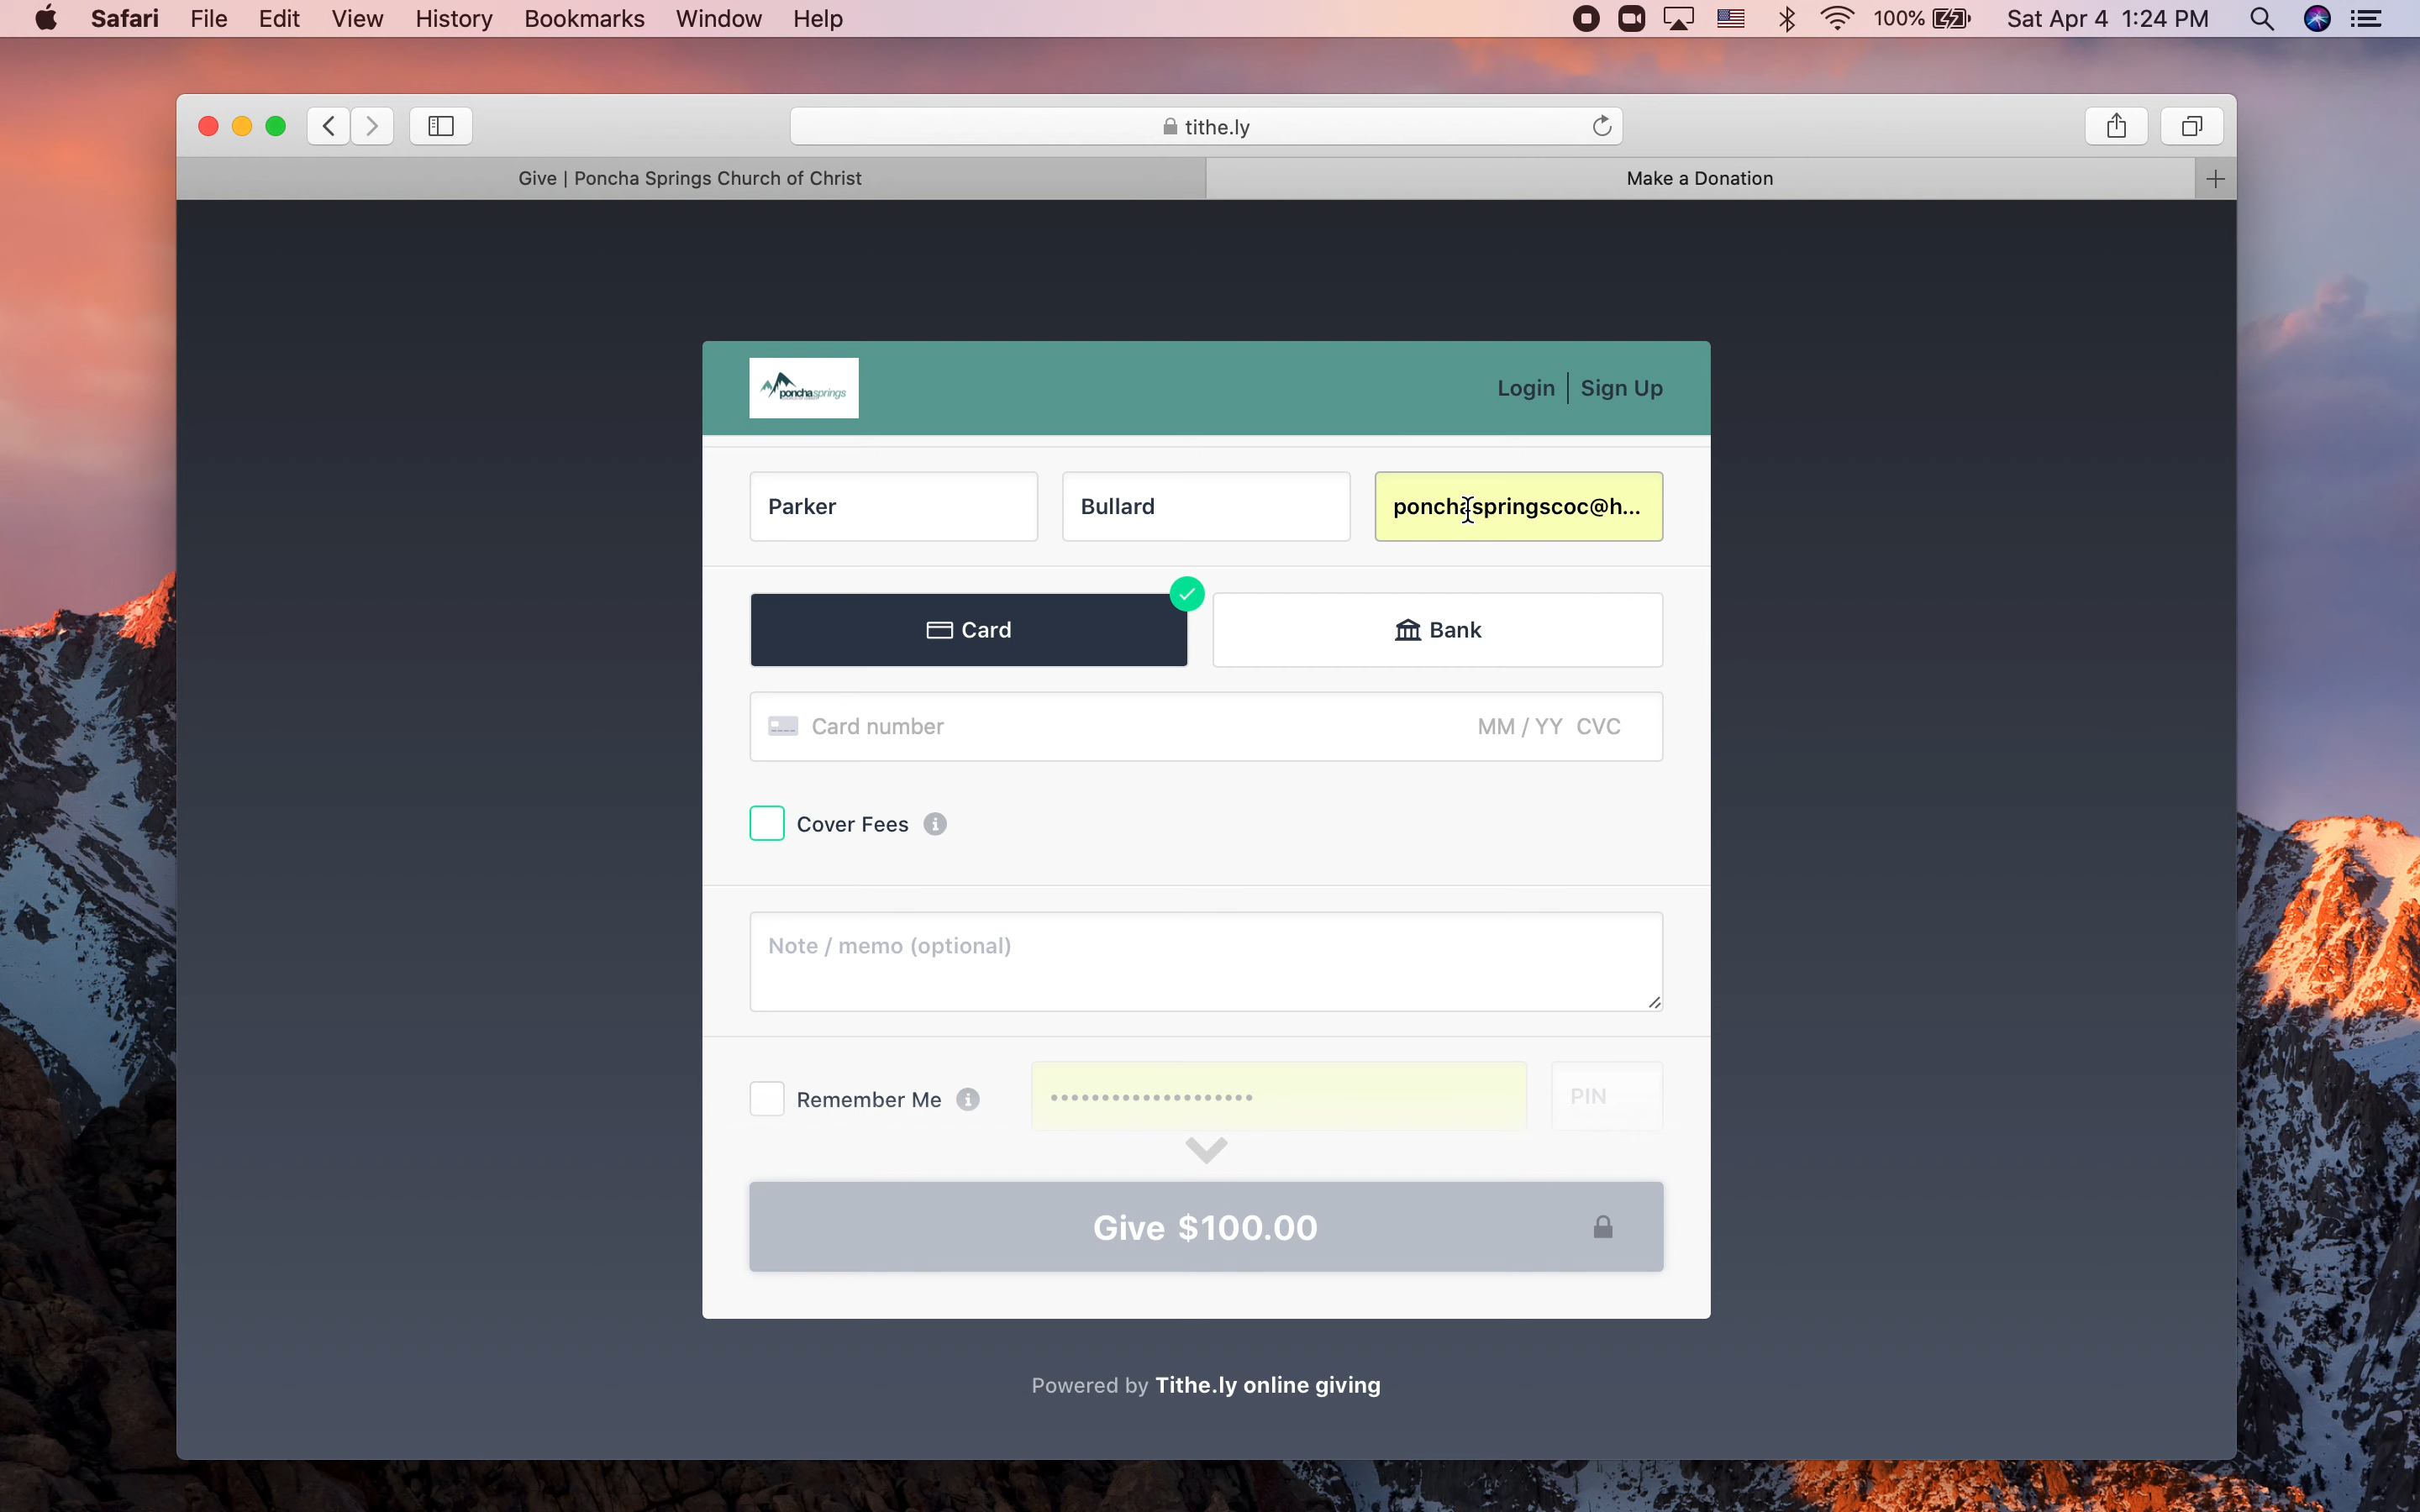 Safari File Edit View History Bookmarks Window Help 100% Sat Apr 4 1:24 PM
tithe.ly
Give | Poncha Springs Church of Christ Make a Donation
ponchasprings
Login Sign Up
Parker Bullard ponchaspringscoc@h...
Card Bank
Card number MM / YY CVC
Cover Fees
Note / memo (optional)
Remember Me •••••••••••••••••••• PIN
Give $100.00
Powered by Tithe.ly online giving